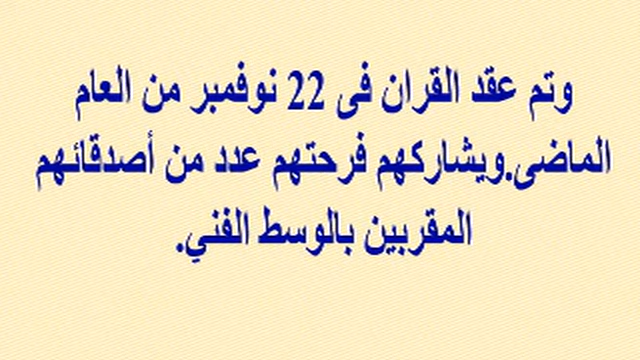 وتم عقد القران فى 22 نوفمبر من العام
الماضى.ويشاركهم فرحتهم عدد من أصدقائهم
المقربين بالوسط الفني.